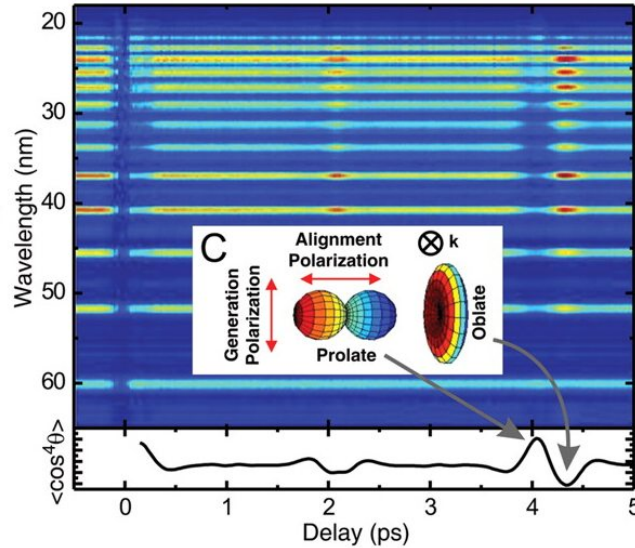 20
30
40
50
60
Wavelength (nm)
C
Alignment
Polarization
k
Generation
Polarization
Prolate
Oblate
<cos⁴θ>
0
1
2
3
4
5
Delay (ps)